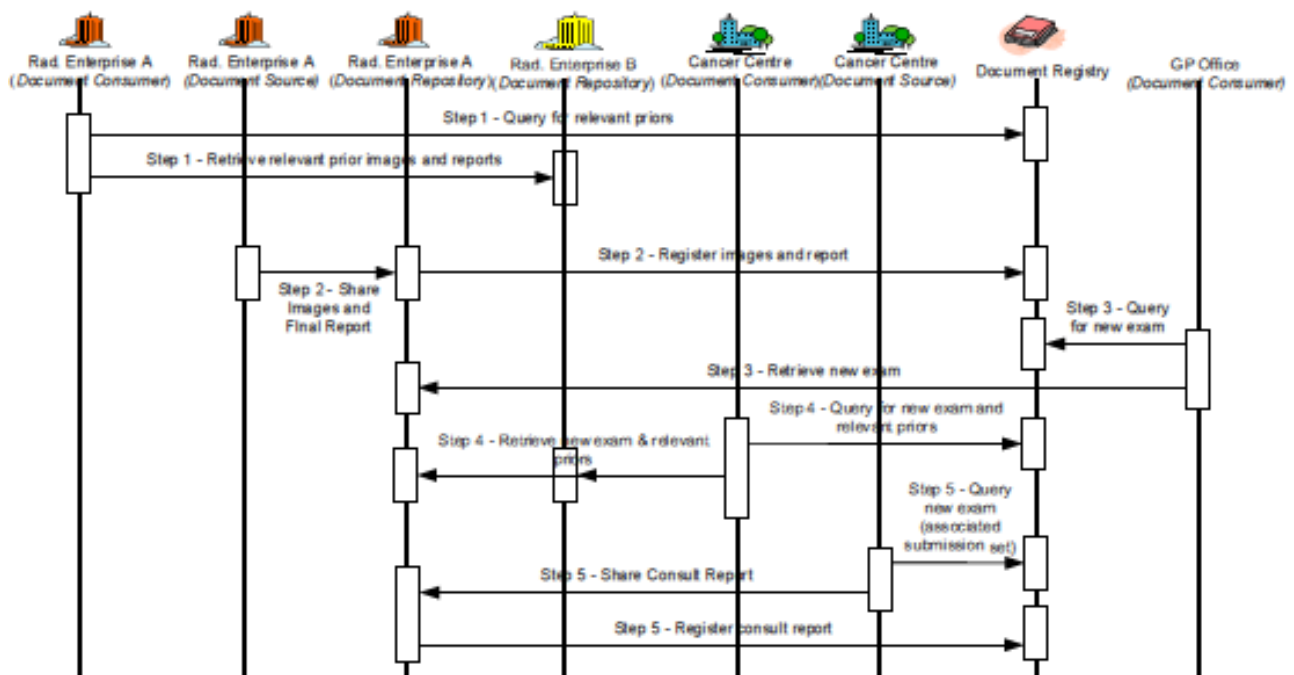 Rad. Enterprise A
(Document Consumer)
Rad. Enterprise A
(Document Source)
Rad. Enterprise A
(Document Repository)
Rad. Enterprise B
(Document Repository)
Cancer Centre
(Document Consumer)
Cancer Centre
(Document Source)
Document Registry
GP Office
(Document Consumer)
Step 1 - Query for relevant priors
Step 1 - Retrieve relevant prior images and reports
Step 2 - Register images and report
Step 2 - Share
Images and
FInal Report
Step 3 - Query
for new exam
Step 3 - Retrieve new exam
Step 4 - Query for new exam and
relevant priors
Step 4 - Retrieve new exam & relevant
priors
Step 5 - Query
new exam
(associated
submission set)
Step 5 - Share Consult Report
Step 5 - Register consult report